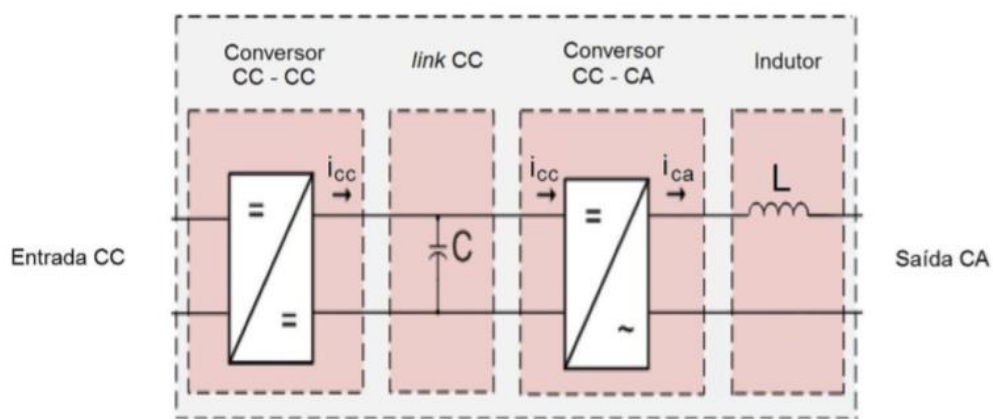 Conversor
CC - CC
link CC
Conversor
CC - CA
Indutor
i_cc
i_cc
i_ca
L
=
=
C
=
~
Entrada CC
Saída CA